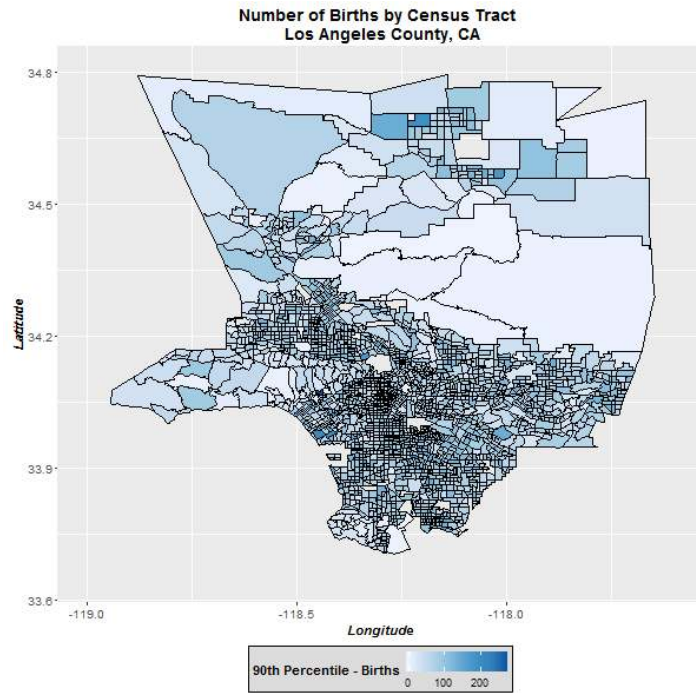 Number of Births by Census Tract
Los Angeles County, CA
34.8
34.5
34.2
33.9
33.6
Latitude
-119.0
-118.5
-118.0
Longitude
90th Percentile - Births
0
100
200